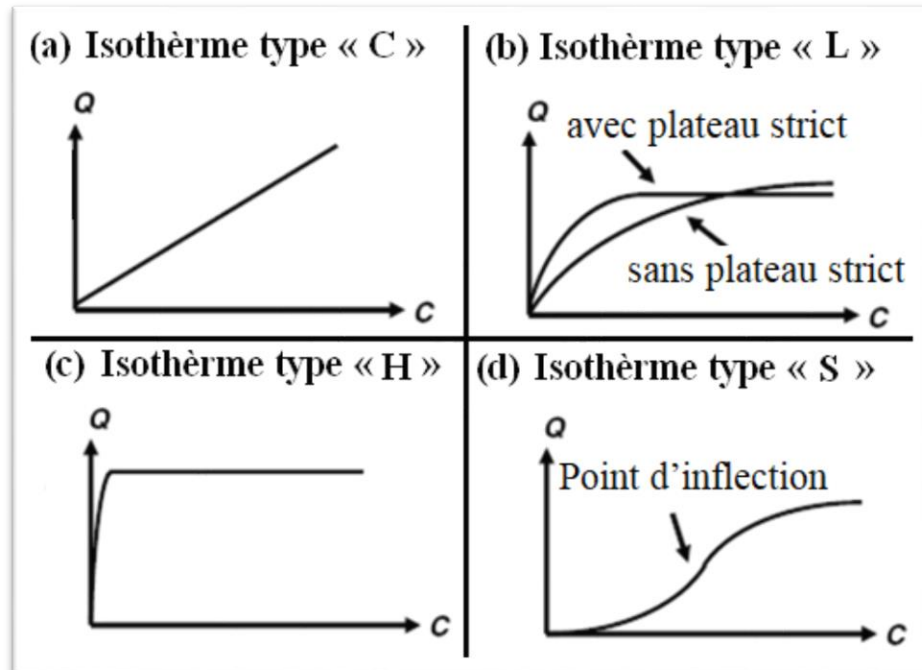 (a) Isothèrme type « C »
Q
C
(b) Isothèrme type « L »
Q
avec plateau strict
sans plateau strict
C
(c) Isothèrme type « H »
Q
C
(d) Isothèrme type « S »
Q
Point d’inflection
C